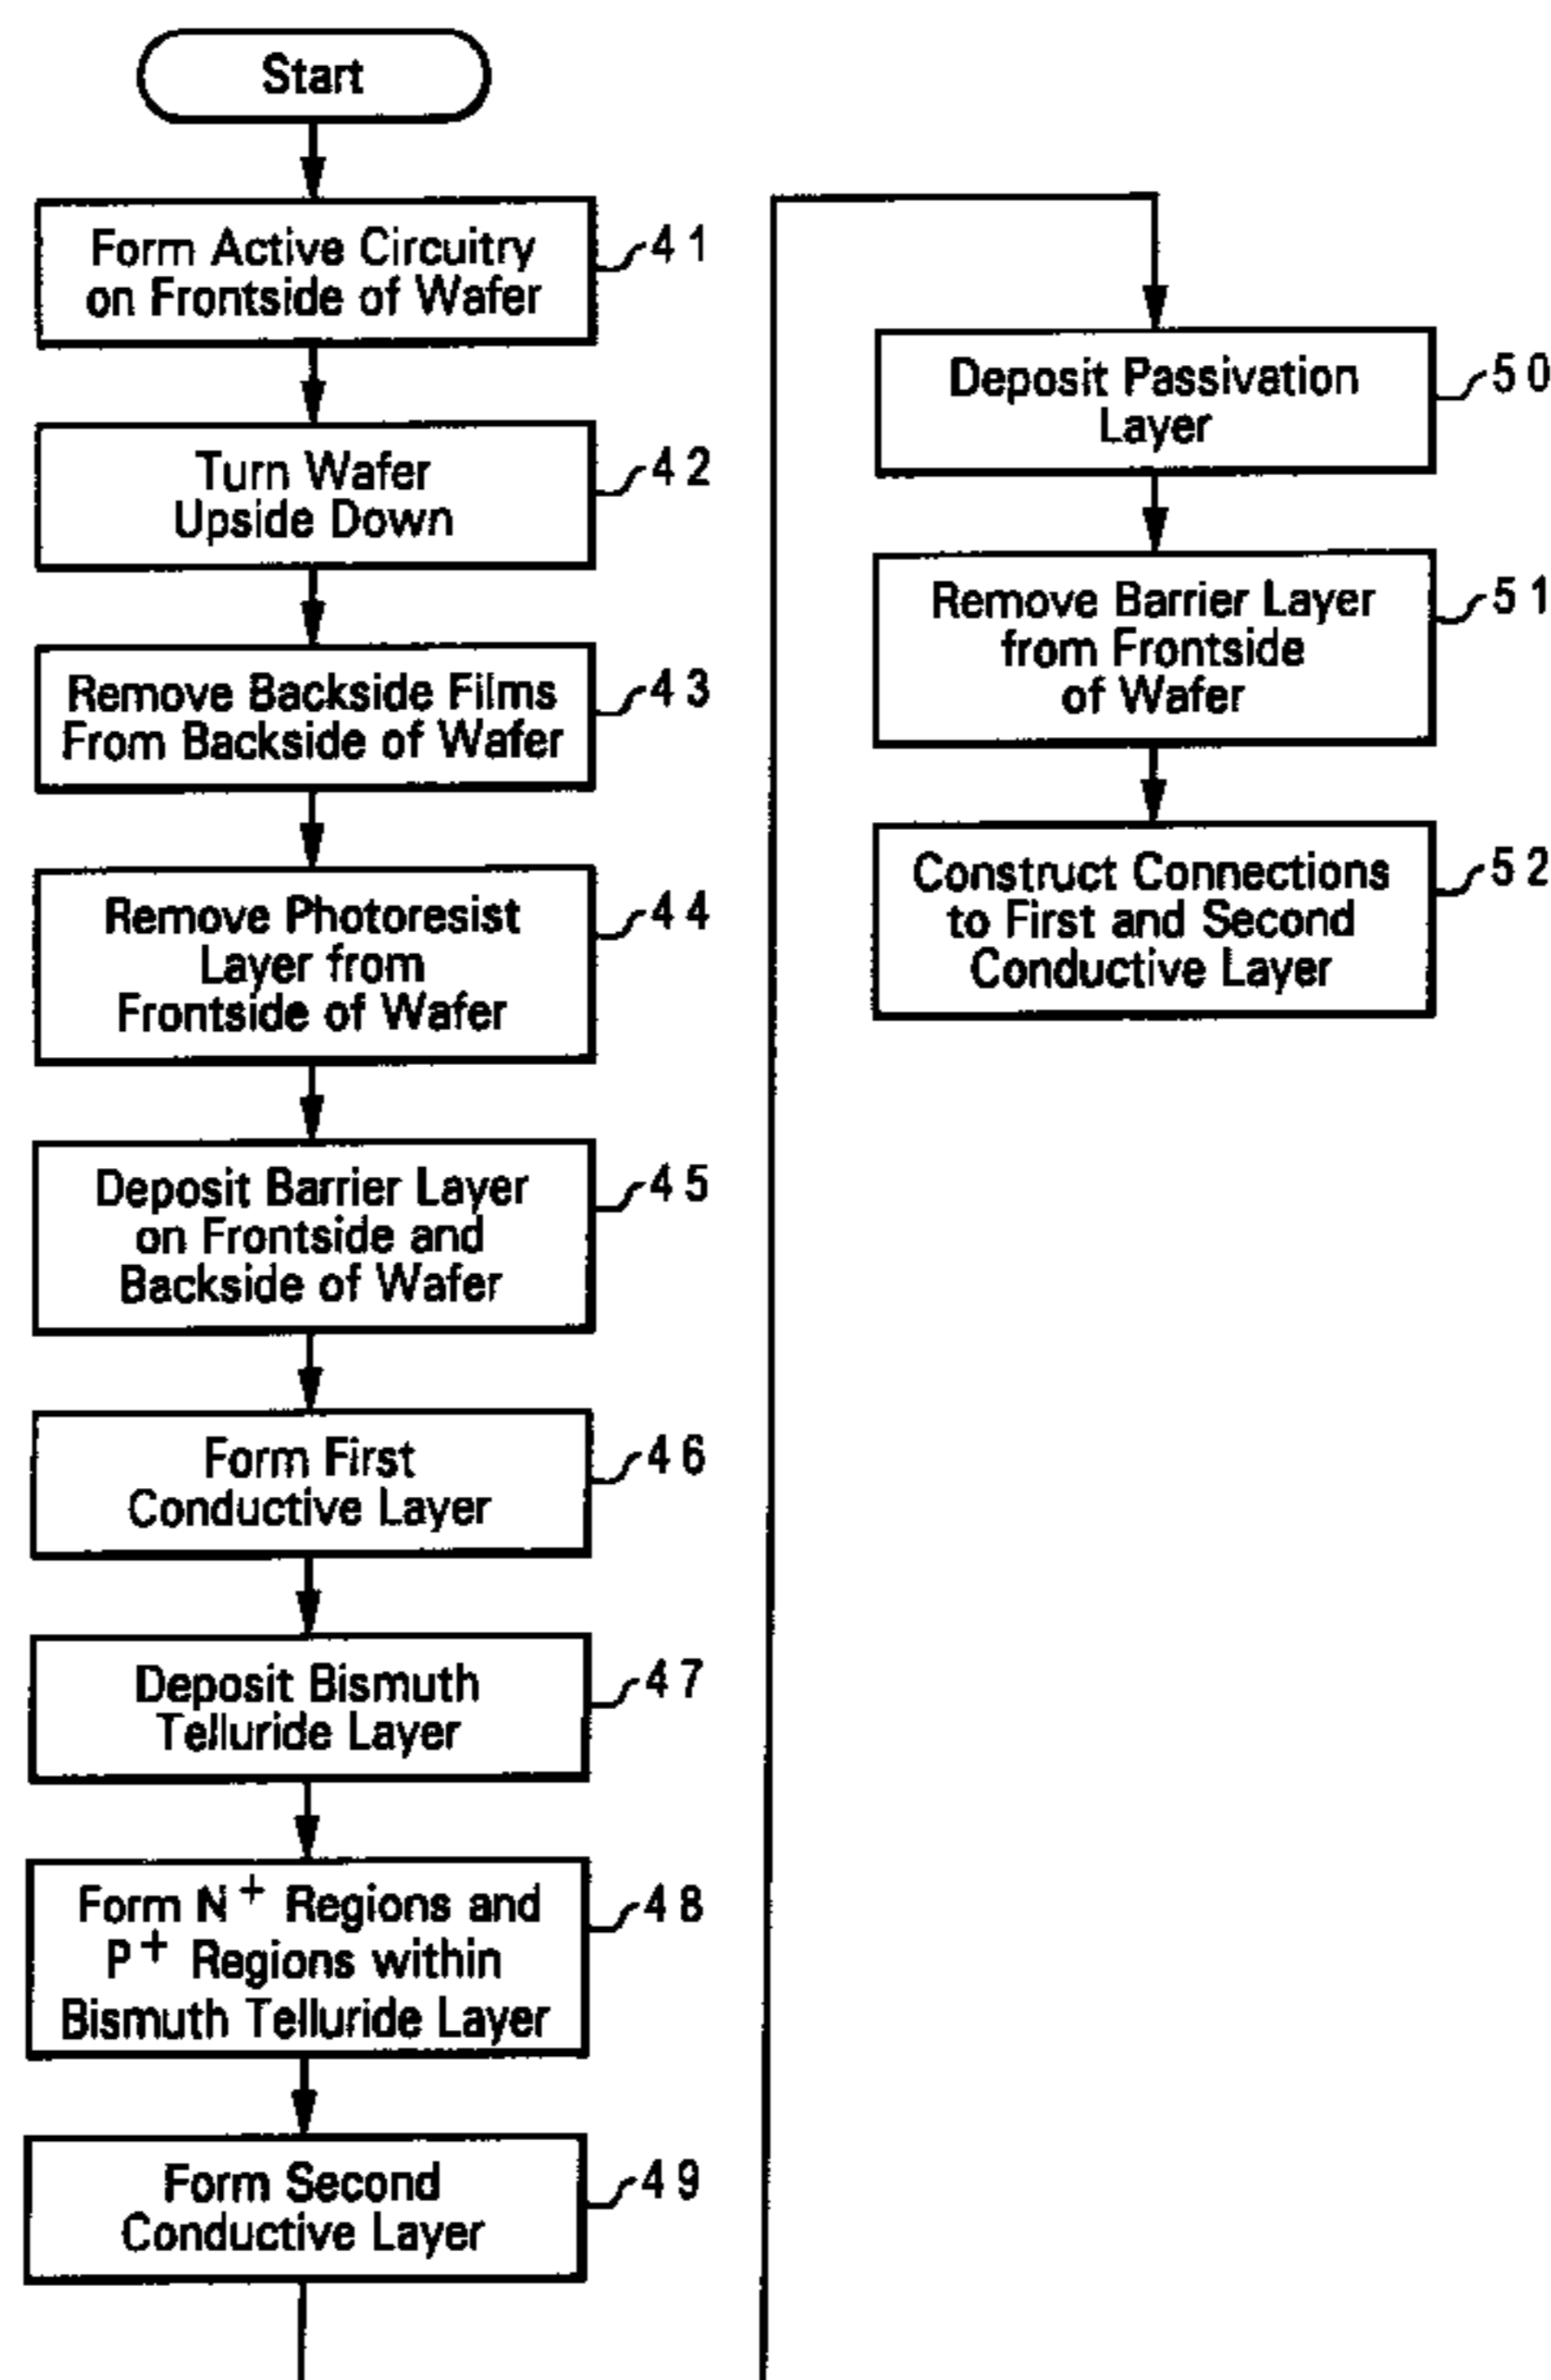 Start
Form Active Circuitry
on Frontside of Wafer
41
Turn Wafer
Upside Down
42
Remove Backside Films
From Backside of Wafer
43
Remove Photoresist
Layer from
Frontside of Wafer
44
Deposit Barrier Layer
on Frontside and
Backside of Wafer
45
Form First
Conductive Layer
46
Deposit Bismuth
Telluride Layer
47
Form N+ Regions and
P+ Regions within
Bismuth Telluride Layer
48
Form Second
Conductive Layer
49
Deposit Passivation
Layer
50
Remove Barrier Layer
from Frontside
of Wafer
51
Construct Connections
to First and Second
Conductive Layer
52